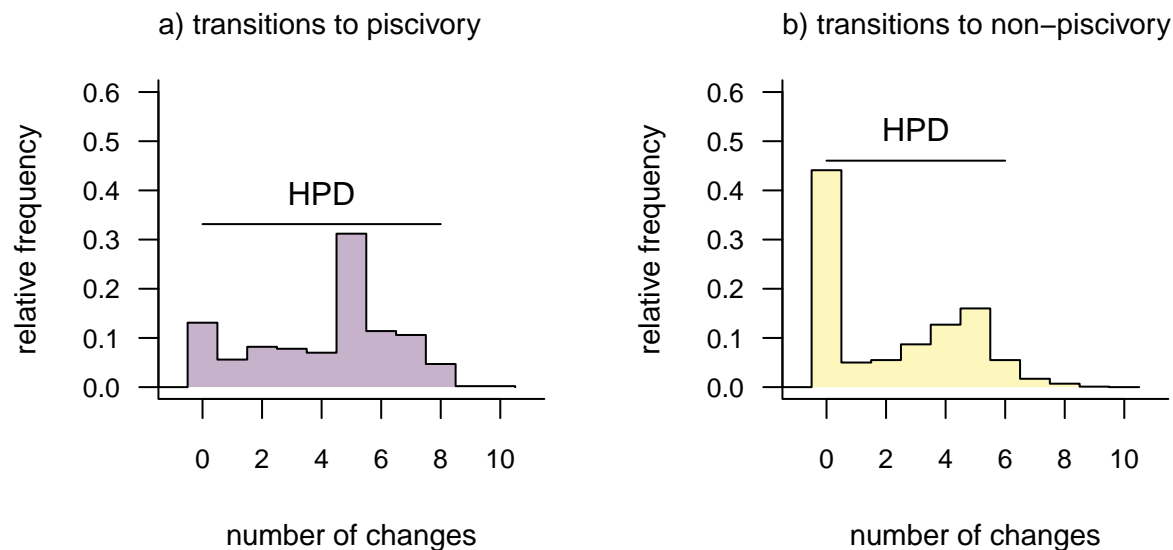 a) transitions to piscivory
relative frequency
0.6
0.5
0.4
0.3
0.2
0.1
0.0
HPD
0 2 4 6 8 10
number of changes
b) transitions to non−piscivory
relative frequency
0.6
0.5
0.4
0.3
0.2
0.1
0.0
HPD
0 2 4 6 8 10
number of changes